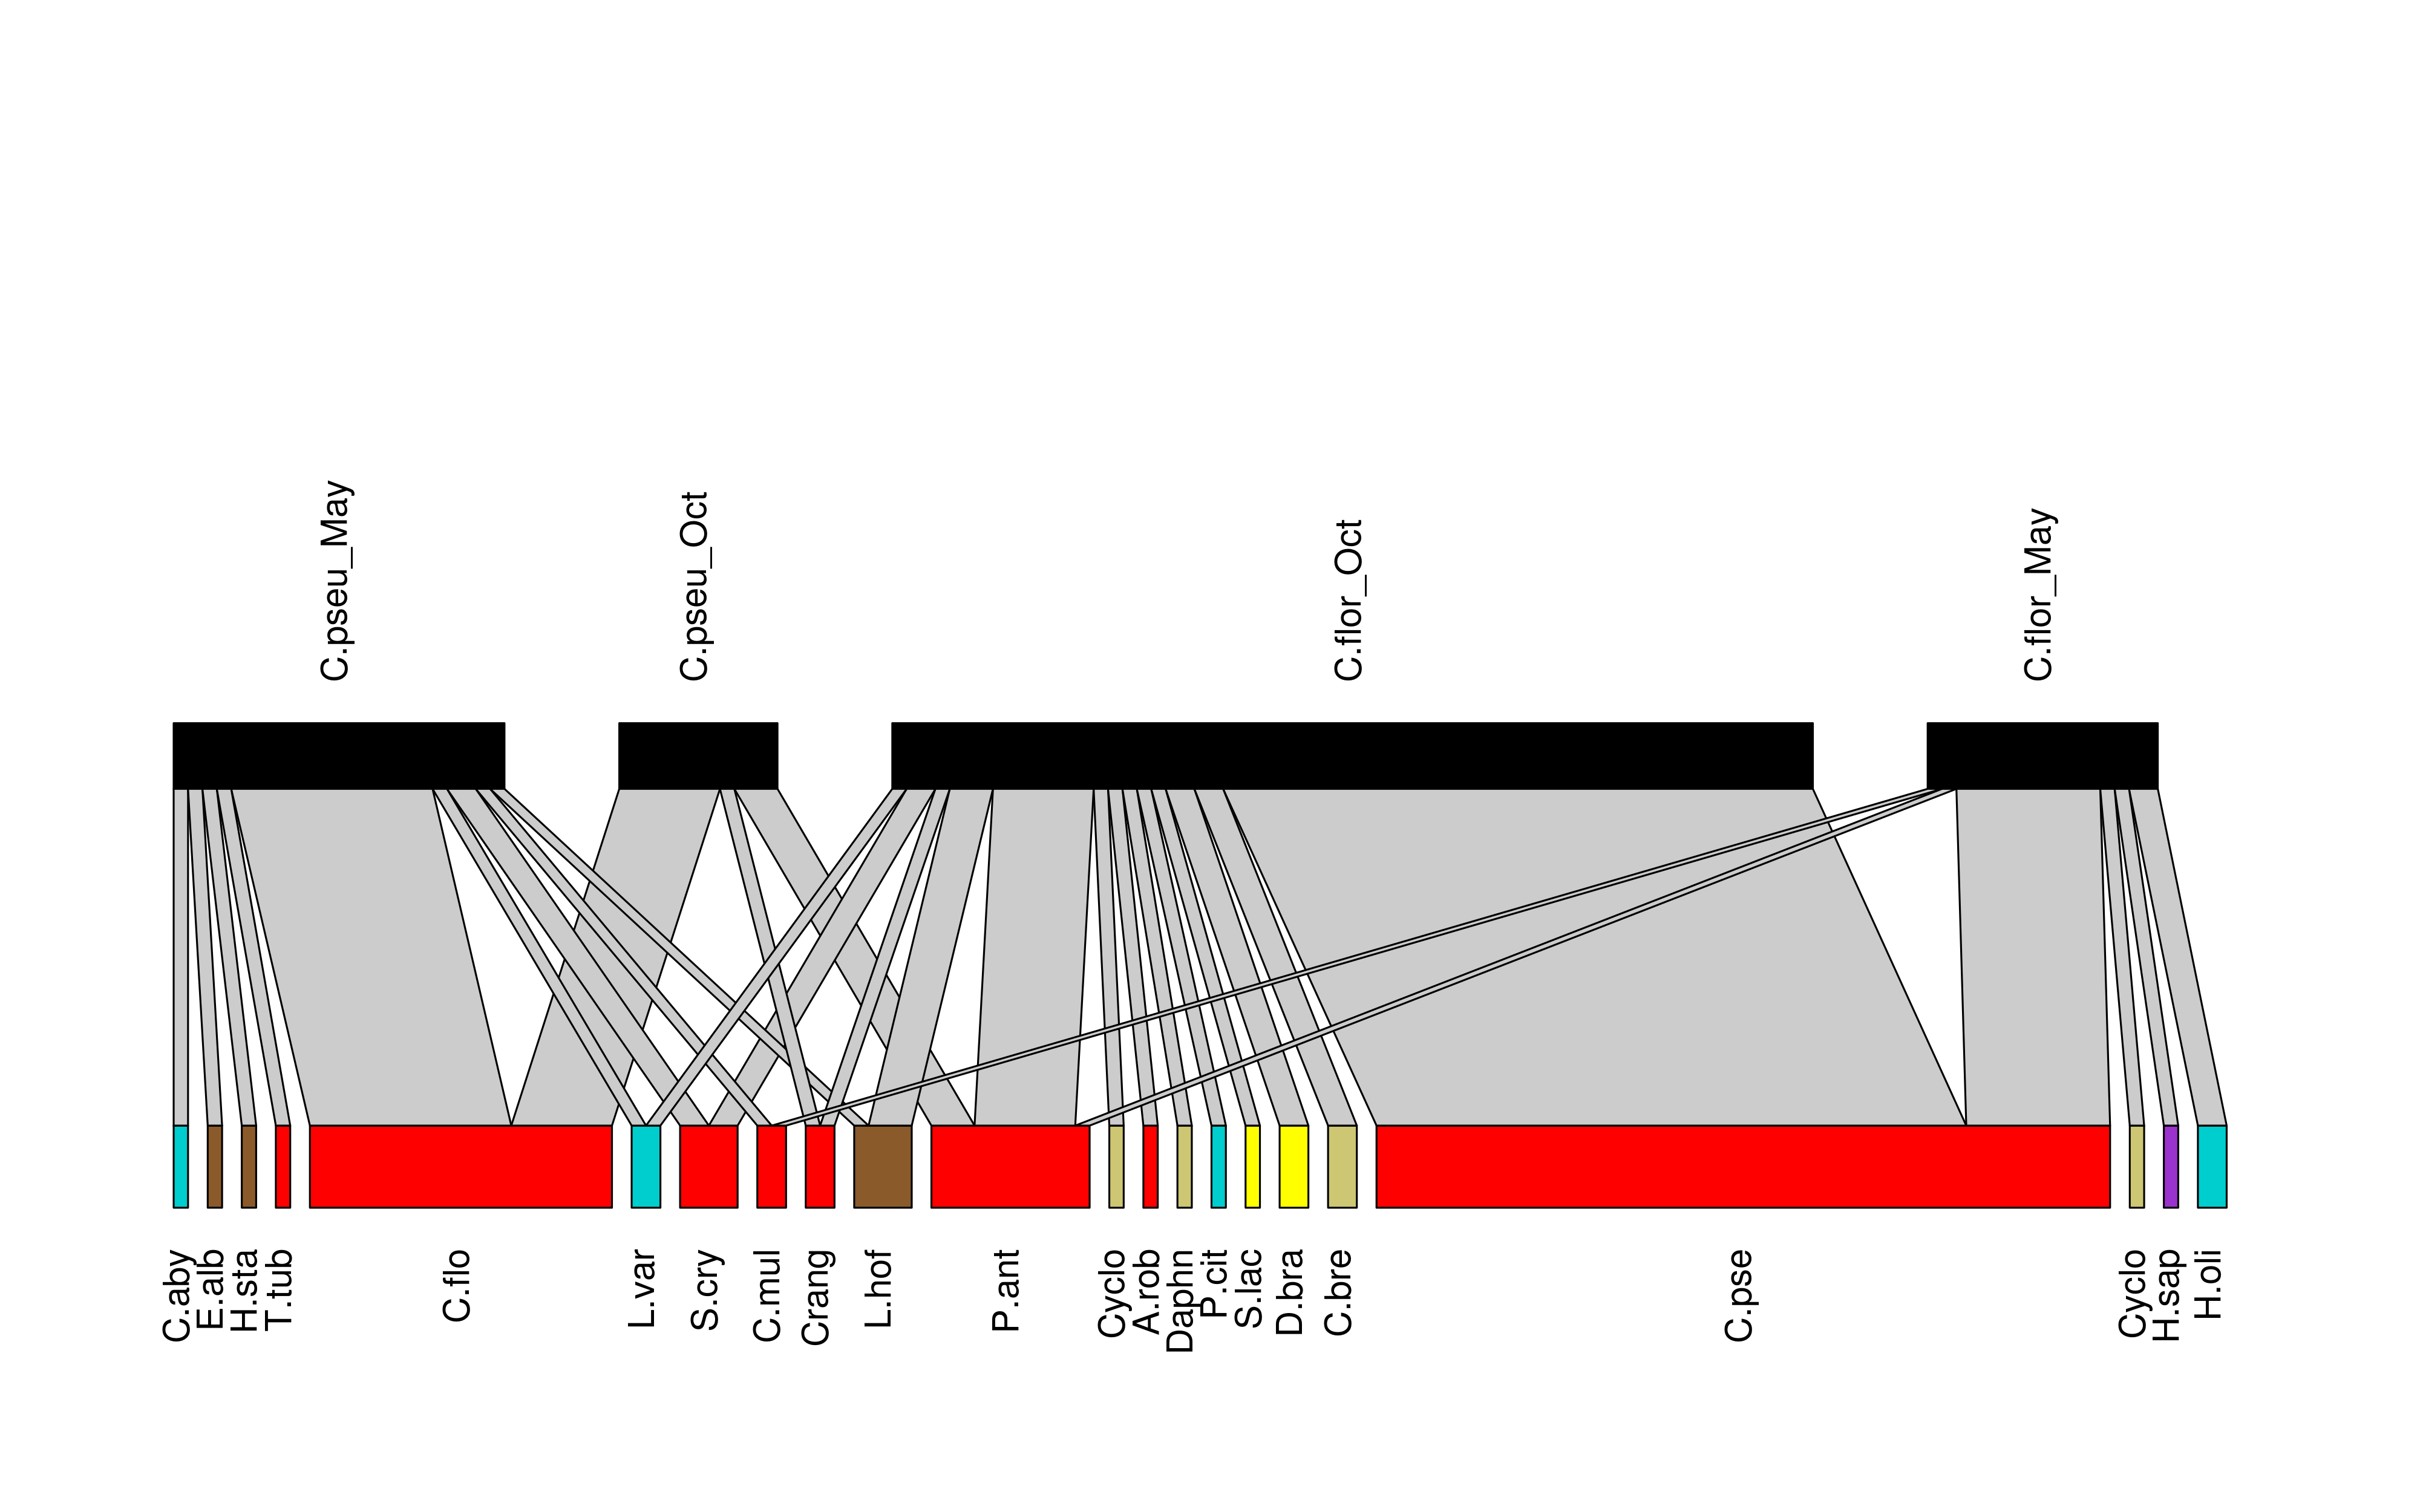 C.pseu_May
C.pseu_Oct
C.flor_Oct
C.flor_May
C.aby
E.alb
H.sta
T.tub
C.flo
L.var
S.cry
C.mul
Crang
L.hof
P.ant
Cyclo
A.rob
Daphn
P.cit
S.lac
D.bra
C.bre
C.pse
Cyclo
H.sap
H.oli